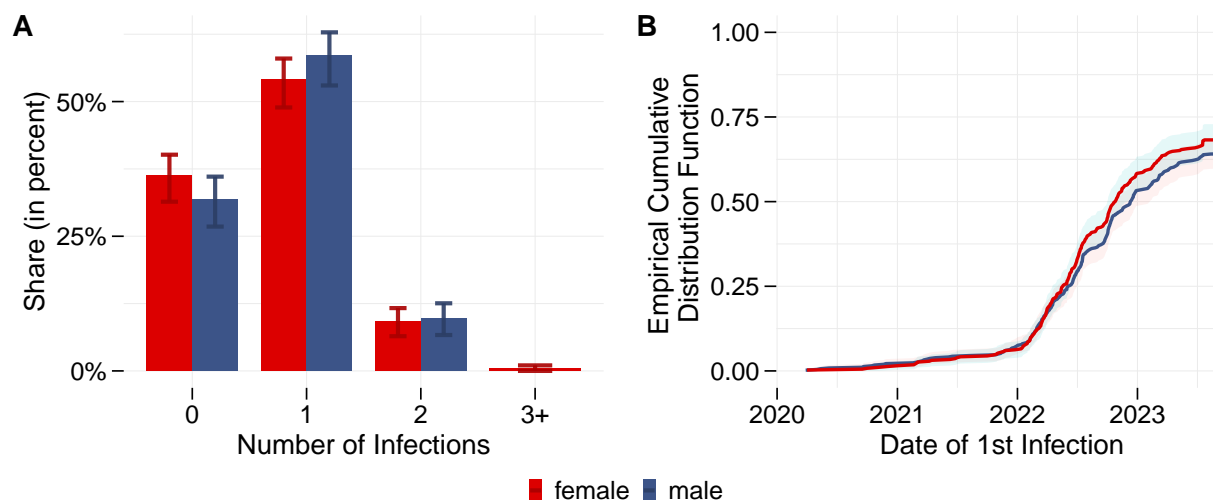 A
Share (in percent)
50%
25%
0%
0 1 2 3+
Number of Infections
B
Empirical Cumulative
Distribution Function
1.00
0.75
0.50
0.25
0.00
2020 2021 2022 2023
Date of 1st Infection
female male